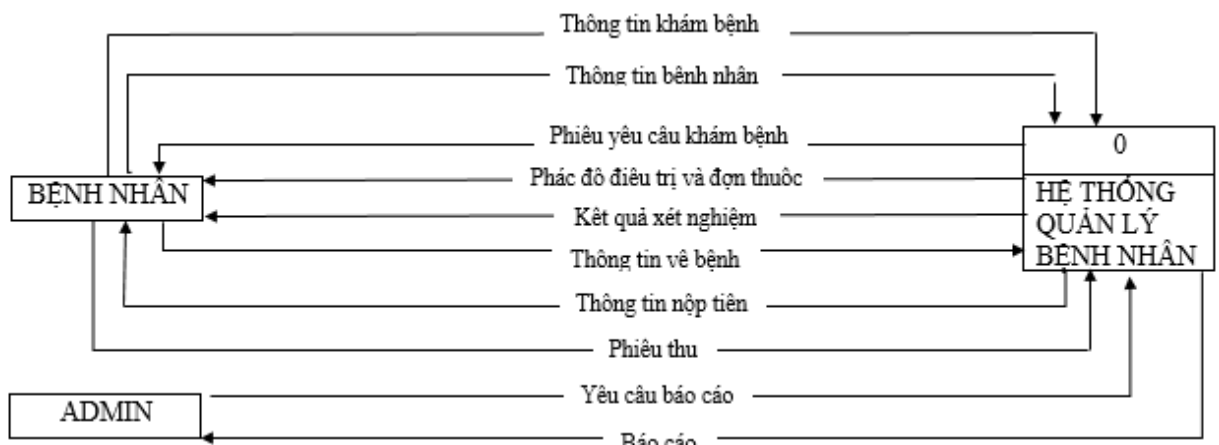 Thông tin khám bệnh
Thông tin bênh nhân
Phiêu yêu câu khám bệnh
0
Phác đô điêu trị và đợn thuôc
BỆNH NHÂN
HỆ THỐNG
Kêt quả xét nghiệm
QUẢN LÝ
BỆNH NHÂN
Thông tin vê bệnh
Thông tin nộp tiên
Phiêu thu
Yêu câu báo cáo
ADMIN
Báo cáo